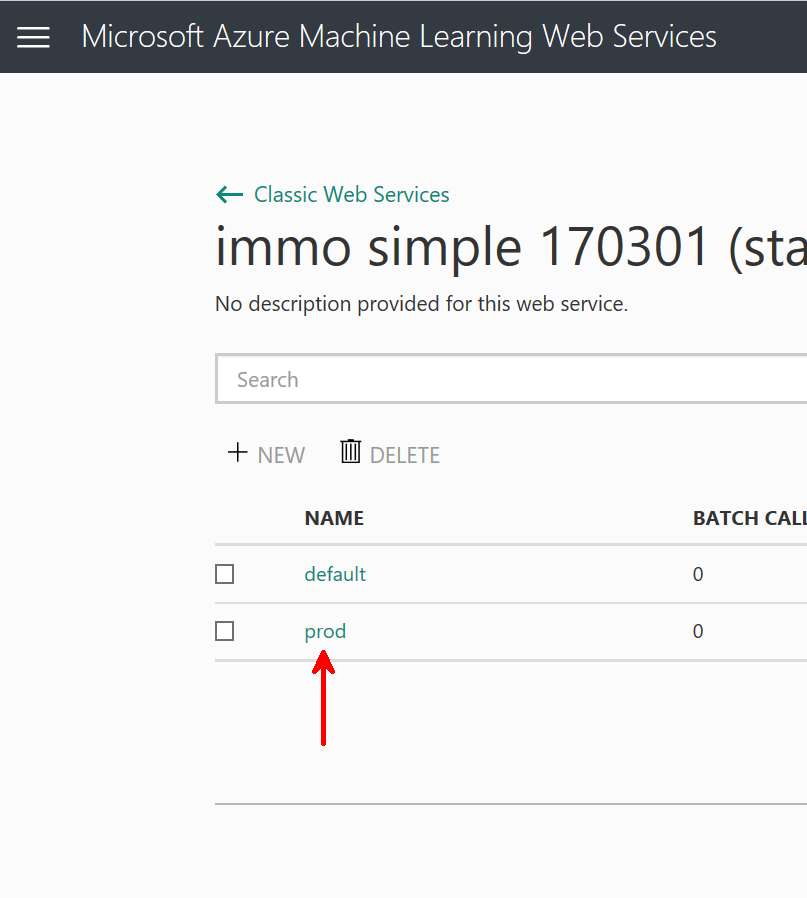 Microsoft Azure Machine Learning Web Services
Classic Web Services
immo simple 170301 (sta
No description provided for this web service.
Search
NEW DELETE
NAME BATCH CALL
default 0
prod 0